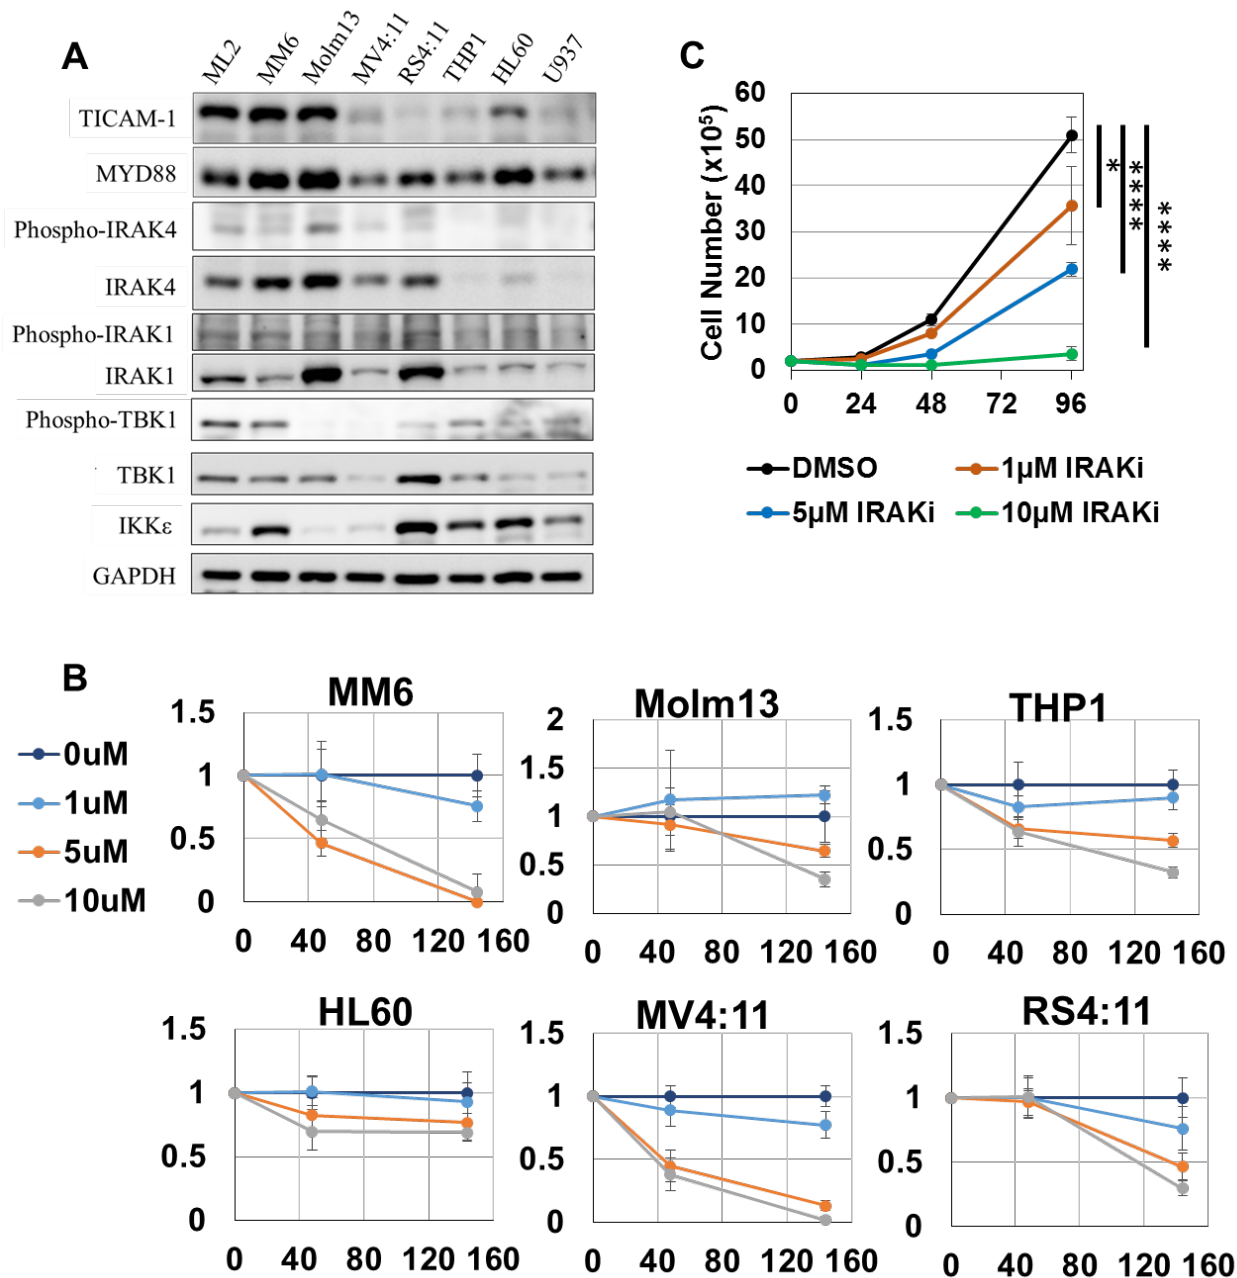 A
ML2 MM6 Molm13 MV4:11 RS4:11 THP1 HL60 U937
TICAM-1
MYD88
Phospho-IRAK4
IRAK4
Phospho-IRAK1
IRAK1
Phospho-TBK1
TBK1
IKKε
GAPDH
C
Cell Number (x10⁵)
60
50
40
30
20
10
0
0 24 48 72 96
*
****
****
DMSO 1μM IRAKi
5μM IRAKi 10μM IRAKi
B
0uM
1uM
5uM
10uM
MM6
1.5
1
0.5
0
0 40 80 120 160
Molm13
2
1.5
1
0.5
0
0 40 80 120 160
THP1
1.5
1
0.5
0
0 40 80 120 160
HL60
1.5
1
0.5
0
0 40 80 120 160
MV4:11
1.5
1
0.5
0
0 40 80 120 160
RS4:11
1.5
1
0.5
0
0 40 80 120 160